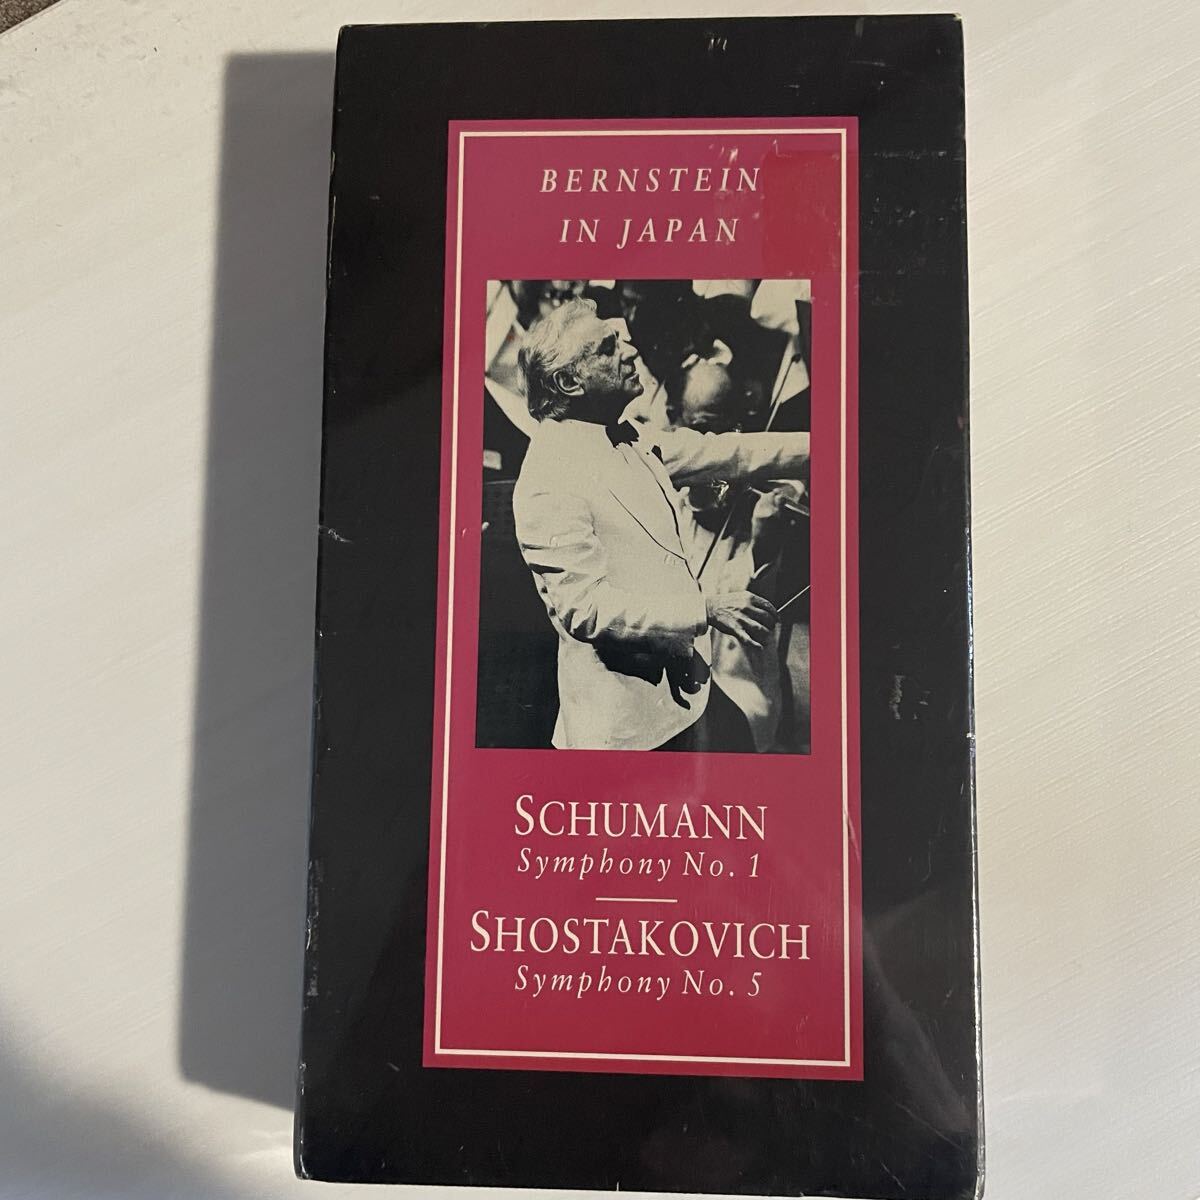 BERNSTEIN
IN JAPAN
SCHUMANN
Symphony No. 1
SHOSTAKOVICH
Symphony No. 5